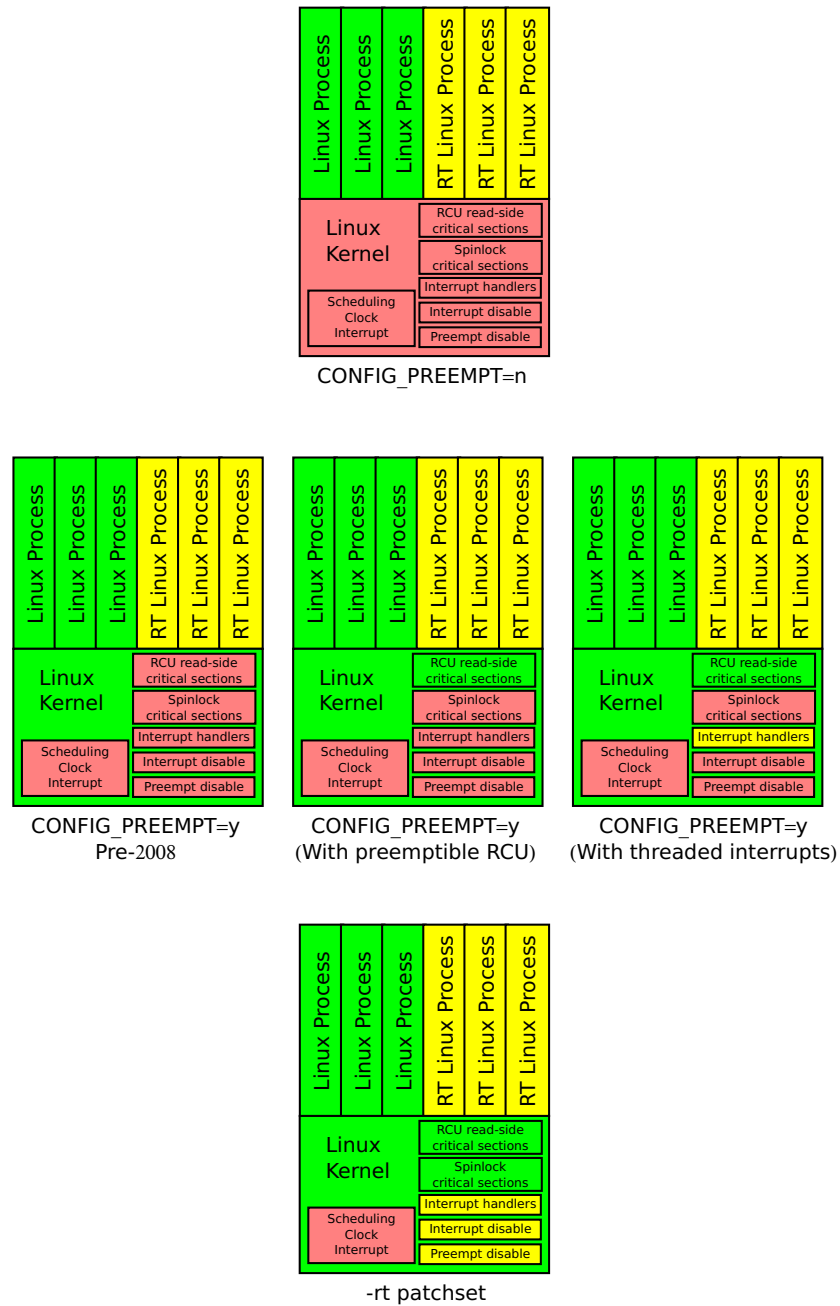 Linux Process
Linux Process
Linux Process
RT Linux Process
RT Linux Process
RT Linux Process
Linux
Kernel
RCU read-side
critical sections
Spinlock
critical sections
Interrupt handlers
Scheduling
Clock
Interrupt
Interrupt disable
Preempt disable
CONFIG_PREEMPT=n
Linux Process
Linux Process
Linux Process
RT Linux Process
RT Linux Process
RT Linux Process
Linux
Kernel
RCU read-side
critical sections
Spinlock
critical sections
Interrupt handlers
Scheduling
Clock
Interrupt
Interrupt disable
Preempt disable
CONFIG_PREEMPT=y
Pre-2008
Linux Process
Linux Process
Linux Process
RT Linux Process
RT Linux Process
RT Linux Process
Linux
Kernel
RCU read-side
critical sections
Spinlock
critical sections
Interrupt handlers
Scheduling
Clock
Interrupt
Interrupt disable
Preempt disable
CONFIG_PREEMPT=y
(With preemptible RCU)
Linux Process
Linux Process
Linux Process
RT Linux Process
RT Linux Process
RT Linux Process
Linux
Kernel
RCU read-side
critical sections
Spinlock
critical sections
Interrupt handlers
Scheduling
Clock
Interrupt
Interrupt disable
Preempt disable
CONFIG_PREEMPT=y
(With threaded interrupts)
Linux Process
Linux Process
Linux Process
RT Linux Process
RT Linux Process
RT Linux Process
Linux
Kernel
RCU read-side
critical sections
Spinlock
critical sections
Interrupt handlers
Scheduling
Clock
Interrupt
Interrupt disable
Preempt disable
-rt patchset